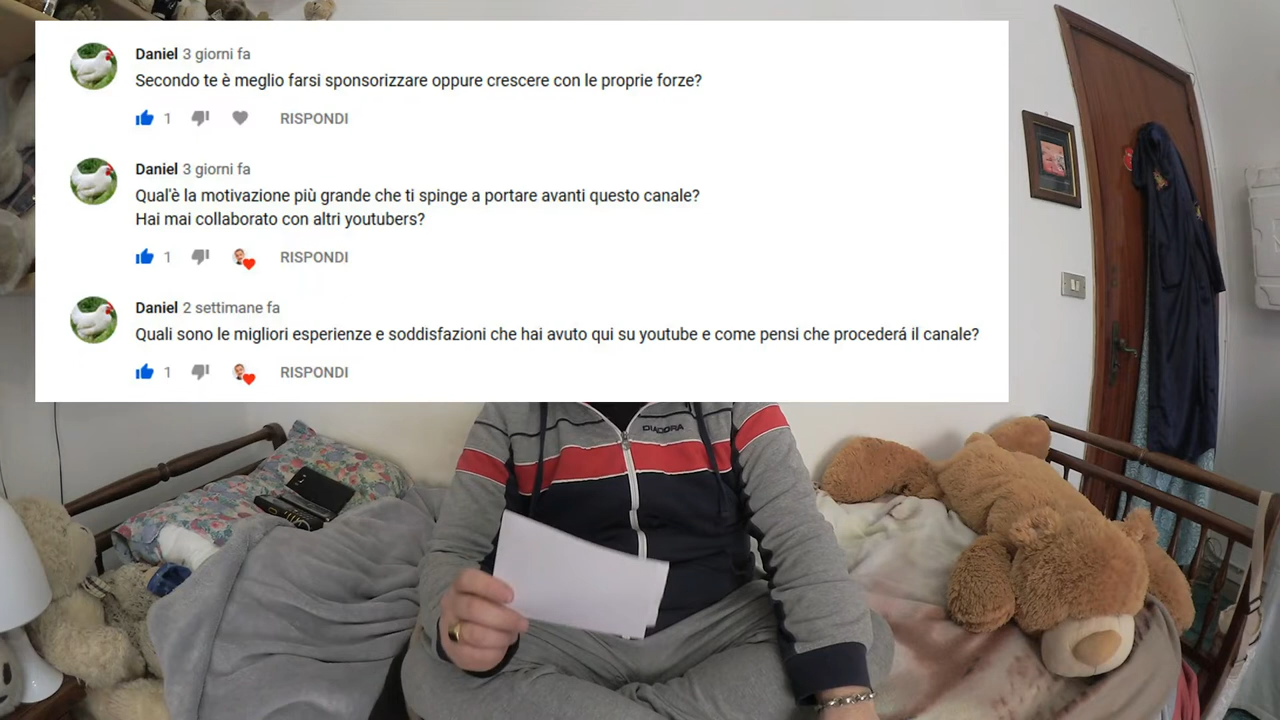 Daniel 3 giorni fa
Secondo te è meglio farsi sponsorizzare oppure crescere con le proprie forze?
1 RISPONDI
Daniel 3 giorni fa
Qual'è la motivazione più grande che ti spinge a portare avanti questo canale?
Hai mai collaborato con altri youtubers?
1 RISPONDI
Daniel 2 settimane fa
Quali sono le migliori esperienze e soddisfazioni che hai avuto qui su youtube e come pensi che procederá il canale?
1 RISPONDI
DIADORA